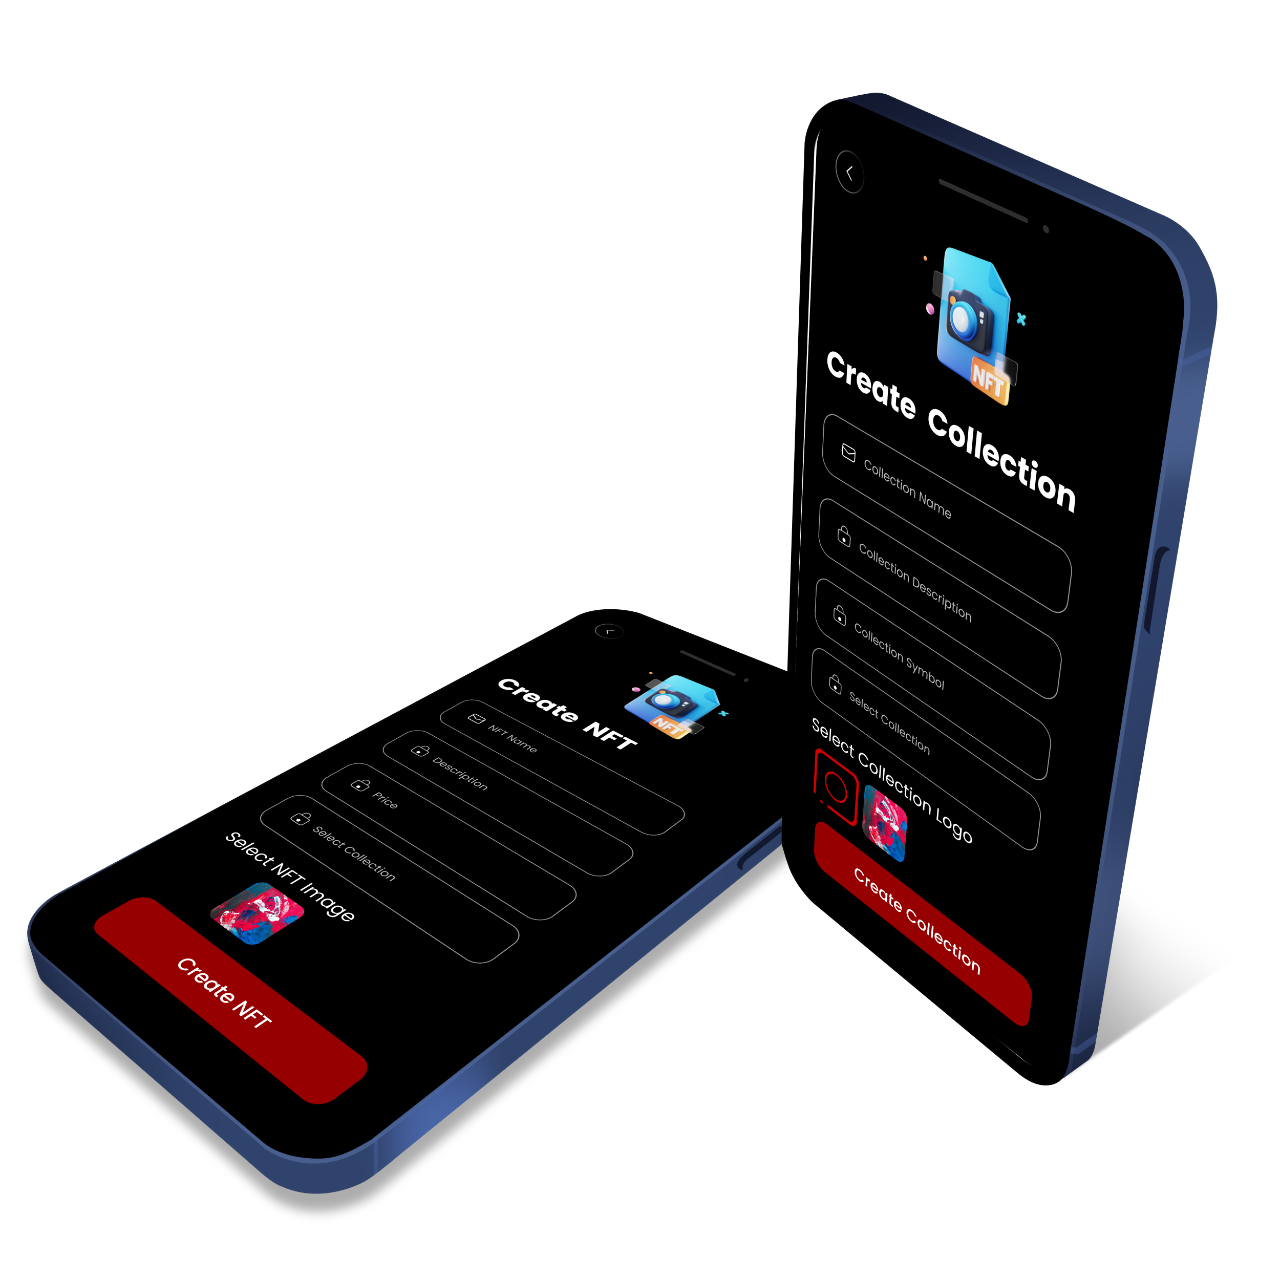 NFT
Create NFT
NFT Name
Description
Price
Select Collection
Select NFT Image
Create NFT
NFT
Create Collection
Collection Name
Collection Description
Collection Symbol
Select Collection
Select Collection Logo
Create Collection